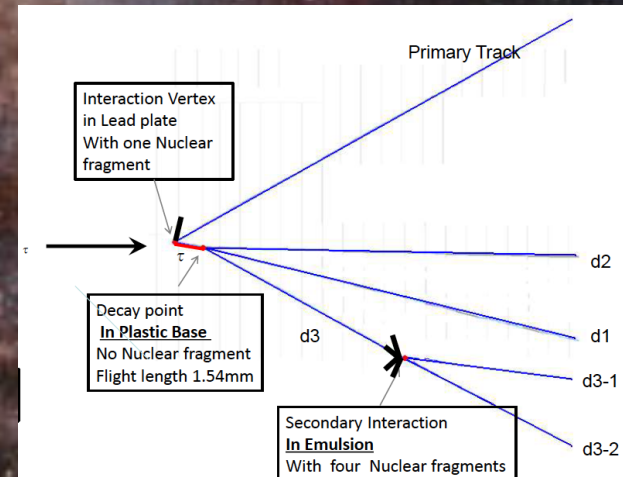 Primary Track
Interaction Vertex
in Lead plate
With one Nuclear
fragment
τ
τ
d2
Decay point
In Plastic Base
No Nuclear fragment
Flight length 1.54mm
d3
d1
d3-1
Secondary Interaction
In Emulsion
With four Nuclear fragments
d3-2